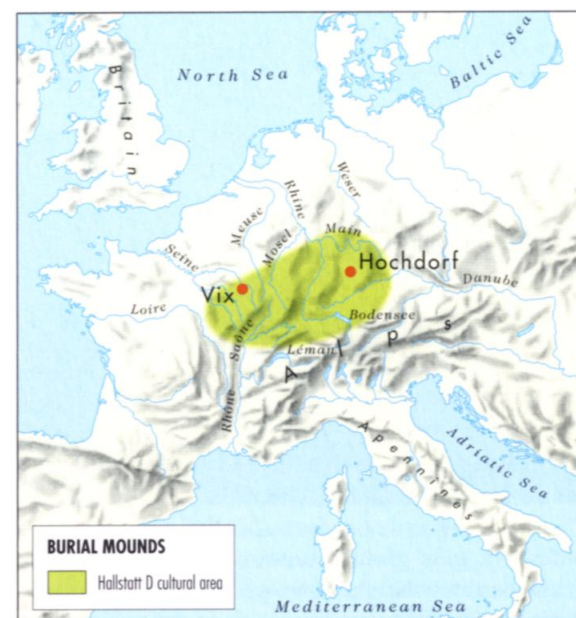 North Sea
Baltic Sea
Britain
Weser
Rhine
Meuse
Mosel
Main
Seine
Hochdorf
Vix
Danube
Loire
Bodensee
Saône
Léman
Alps
Rhône
Apennines
Adriatic Sea
BURIAL MOUNDS
Hallstatt D cultural area
Mediterranean Sea